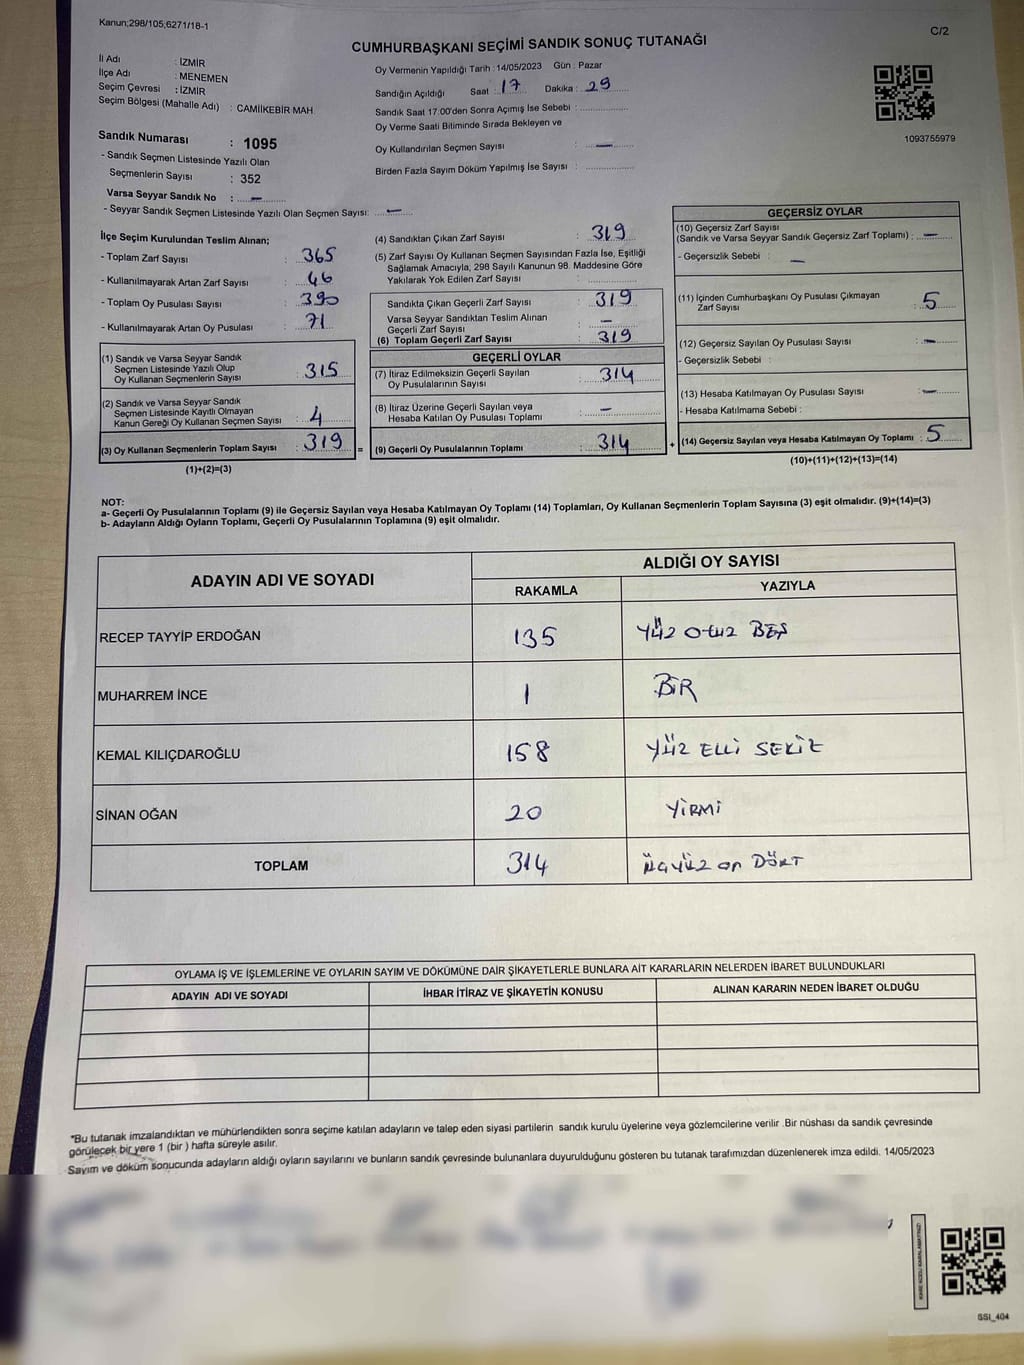 Kanun;298/105,6271/18-1
C/2
CUMHURBAŞKANI SEÇİMİ SANDIK SONUÇ TUTANAĞI
İl Adı : İZMİR
İlçe Adı : MENEMEN
Seçim Çevresi : İZMİR
Seçim Bölgesi (Mahalle Adı) : CAMİİKEBİR MAH
Sandık Numarası : 1095
- Sandık Seçmen Listesinde Yazılı Olan
Seçmenlerin Sayısı : 352
Varsa Seyyar Sandık No : —
- Seyyar Sandık Seçmen Listesinde Yazılı Olan Seçmen Sayısı: —
Oy Vermenin Yapıldığı Tarih : 14/05/2023 Gün : Pazar
Sandığın Açıldığı Saat : 17 Dakika : 29
Sandık Saat 17:00'den Sonra Açımış İse Sebebi :
Oy Verme Saati Bitiminde Sırada Bekleyen ve
Oy Kullandırılan Seçmen Sayısı : —
Birden Fazla Sayım Döküm Yapılmış İse Sayısı :
1093755979
İlçe Seçim Kurulundan Teslim Alınan;
- Toplam Zarf Sayısı : 365
- Kullanılmayarak Artan Zarf Sayısı : 46
- Toplam Oy Pusulası Sayısı : 390
- Kullanılmayarak Artan Oy Pusulası : 71
(1) Sandık ve Varsa Seyyar Sandık
Seçmen Listesinde Yazılı Olup
Oy Kullanan Seçmenlerin Sayısı : 315
(2) Sandık ve Varsa Seyyar Sandık
Seçmen Listesinde Kayıtlı Olmayan
Kanun Gereği Oy Kullanan Seçmen Sayısı : 4
(3) Oy Kullanan Seçmenlerin Toplam Sayısı : 319 =
(1)+(2)=(3)
(4) Sandıktan Çıkan Zarf Sayısı : 319
(5) Zarf Sayısı Oy Kullanan Seçmen Sayısından Fazla İse, Eşitliği
Sağlamak Amacıyla, 298 Sayılı Kanunun 98. Maddesine Göre
Yakılarak Yok Edilen Zarf Sayısı :
Sandıkta Çıkan Geçerli Zarf Sayısı : 319
Varsa Seyyar Sandıktan Teslim Alınan
Geçerli Zarf Sayısı : —
(6) Toplam Geçerli Zarf Sayısı : 319
GEÇERLİ OYLAR
(7) İtiraz Edilmeksizin Geçerli Sayılan
Oy Pusulalarının Sayısı : 314
(8) İtiraz Üzerine Geçerli Sayılan veya
Hesaba Katılan Oy Pusulası Toplamı : —
(9) Geçerli Oy Pusulalarının Toplamı : 314 +
GEÇERSİZ OYLAR
(10) Geçersiz Zarf Sayısı
(Sandık ve Varsa Seyyar Sandık Geçersiz Zarf Toplamı) : —
- Geçersizlik Sebebi : —
(11) İçinden Cumhurbaşkanı Oy Pusulası Çıkmayan
Zarf Sayısı : 5
(12) Geçersiz Sayılan Oy Pusulası Sayısı : —
- Geçersizlik Sebebi :
(13) Hesaba Katılmayan Oy Pusulası Sayısı : —
- Hesaba Katılmama Sebebi :
(14) Geçersiz Sayılan veya Hesaba Katılmayan Oy Toplamı : 5
(10)+(11)+(12)+(13)=(14)
NOT:
a- Geçerli Oy Pusulalarının Toplamı (9) ile Geçersiz Sayılan veya Hesaba Katılmayan Oy Toplamı (14) Toplamları, Oy Kullanan Seçmenlerin Toplam Sayısına (3) eşit olmalıdır. (9)+(14)=(3)
b- Adayların Aldığı Oyların Toplamı, Geçerli Oy Pusulalarının Toplamına (9) eşit olmalıdır.
ADAYIN ADI VE SOYADI
ALDIĞI OY SAYISI
RAKAMLA YAZIYLA
RECEP TAYYİP ERDOĞAN 135 YÜZ OTUZ BEŞ
MUHARREM İNCE 1 BİR
KEMAL KILIÇDAROĞLU 158 YÜZ ELLİ SEKİZ
SİNAN OĞAN 20 YİRMİ
TOPLAM 314 ÜÇYÜZ on DÖRT
OYLAMA İŞ VE İŞLEMLERİNE VE OYLARIN SAYIM VE DÖKÜMÜNE DAİR ŞİKAYETLERLE BUNLARA AİT KARARLARIN NELERDEN İBARET BULUNDUKLARI
ADAYIN ADI VE SOYADI İHBAR İTİRAZ VE ŞİKAYETİN KONUSU ALINAN KARARIN NEDEN İBARET OLDUĞU
*Bu tutanak imzalandıktan ve mühürlendikten sonra seçime katılan adayların ve talep eden siyasi partilerin sandık kurulu üyelerine veya gözlemcilerine verilir .Bir nüshası da sandık çevresinde
görülecek bir yere 1 (bir ) hafta süreyle asılır.
Sayım ve döküm sonucunda adayların aldığı oyların sayılarını ve bunların sandık çevresinde bulunanlara duyurulduğunu gösteren bu tutanak tarafımızdan düzenlenerek imza edildi. 14/05/2023
SSI_404